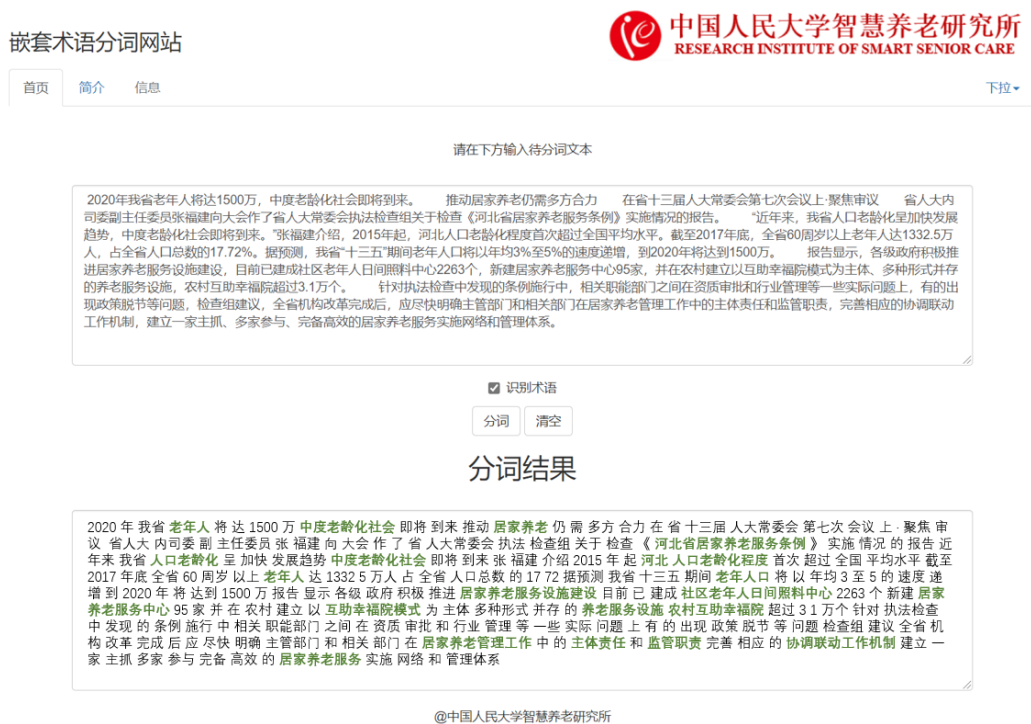 中国人民大学智慧养老研究所
RESEARCH INSTITUTE OF SMART SENIOR CARE
嵌套术语分词网站
首页 简介 信息 下拉
请在下方输入待分词文本
2020年我省老年人将达1500万，中度老龄化社会即将到来。 推动居家养老仍需多方合力 在省十三届人大常委会第七次会议上·聚焦审议 省人大内
司委副主任委员张福建向大会作了省人大常委会执法检查组关于检查《河北省居家养老服务条例》实施情况的报告。 “近年来，我省人口老龄化呈加快发展
趋势，中度老龄化社会即将到来。”张福建介绍，2015年起，河北人口老龄化程度首次超过全国平均水平。截至2017年底，全省60周岁以上老年人达1332.5万
人，占全省人口总数的17.72%。据预测，我省“十三五”期间老年人口将以年均3%至5%的速度递增，到2020年将达到1500万。 报告显示，各级政府积极推
进居家养老服务设施建设，目前已建成社区老年人日间照料中心2263个，新建居家养老服务中心95家，并在农村建立以互助幸福院模式为主体、多种形式并存
的养老服务设施，农村互助幸福院超过3.1万个。 针对执法检查中发现的条例施行中，相关职能部门之间在资质审批和行业管理等一些实际问题上，有的出
现政策脱节等问题，检查组建议，全省机构改革完成后，应尽快明确主管部门和相关部门在居家养老管理工作中的主体责任和监管职责，完善相应的协调联动
工作机制，建立一家主抓、多家参与、完备高效的居家养老服务实施网络和管理体系。
识别术语
分词 清空
分词结果
2020 年 我省 老年人 将 达 1500 万 中度老龄化社会 即将 到来 推动 居家养老 仍 需 多方 合力 在 省 十三届 人大常委会 第七次 会议 上 · 聚焦 审
议 省人大 内司委 副 主任委员 张 福建 向 大会 作 了 省 人大常委会 执法 检查组 关于 检查 《 河北省居家养老服务条例 》 实施 情况 的 报告 近
年来 我省 人口老龄化 呈 加快 发展趋势 中度老龄化社会 即将 到来 张 福建 介绍 2015 年 起 河北 人口老龄化程度 首次 超过 全国 平均水平 截至
2017 年底 全省 60 周岁 以上 老年人 达 1332 5 万人 占 全省 人口总数 的 17 72 据预测 我省 十三五 期间 老年人口 将 以 年均 3 至 5 的 速度 递
增 到 2020 年 将 达到 1500 万 报告 显示 各级 政府 积极 推进 居家养老服务设施建设 目前 已 建成 社区老年人日间照料中心 2263 个 新建 居家
养老服务中心 95 家 并 在 农村 建立 以 互助幸福院模式 为 主体 多种形式 并存 的 养老服务设施 农村互助幸福院 超过 3 1 万个 针对 执法检查
中 发现 的 条例 施行 中 相关 职能部门 之间 在 资质 审批 和 行业 管理 等 一些 实际 问题 上 有 的 出现 政策 脱节 等 问题 检查组 建议 全省 机
构 改革 完成 后 应 尽快 明确 主管部门 和 相关 部门 在 居家养老管理工作 中 的 主体责任 和 监管职责 完善 相应 的 协调联动工作机制 建立 一
家 主抓 多家 参与 完备 高效 的 居家养老服务 实施 网络 和 管理体系
@中国人民大学智慧养老研究所